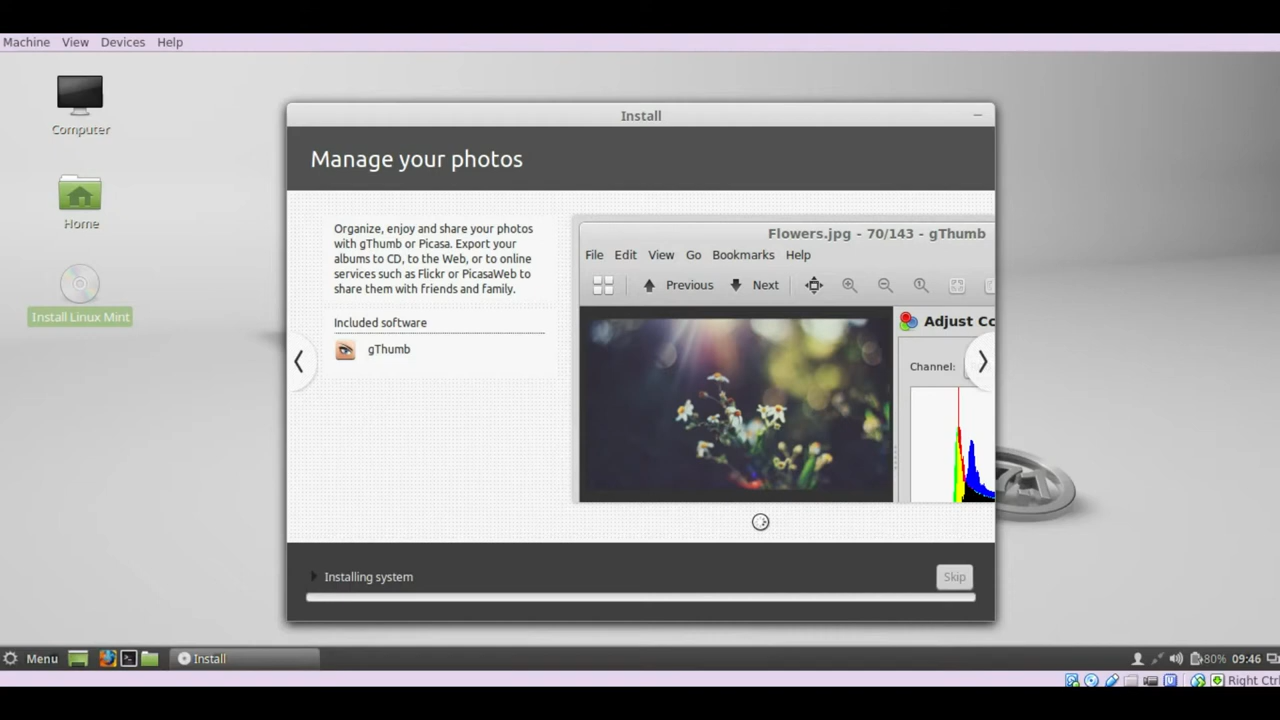 Machine View Devices Help
Computer
Home
Install Linux Mint
Install
Manage your photos
Organize, enjoy and share your photos
with gThumb or Picasa. Export your
albums to CD, to the Web, or to online
services such as Flickr or PicasaWeb to
share them with friends and family.
Included software
gThumb
Flowers.jpg - 70/143 - gThumb
File Edit View Go Bookmarks Help
Previous Next
Adjust Co
Channel:
Installing system
Skip
Menu
Install
80% 09:46
Right Ctrl